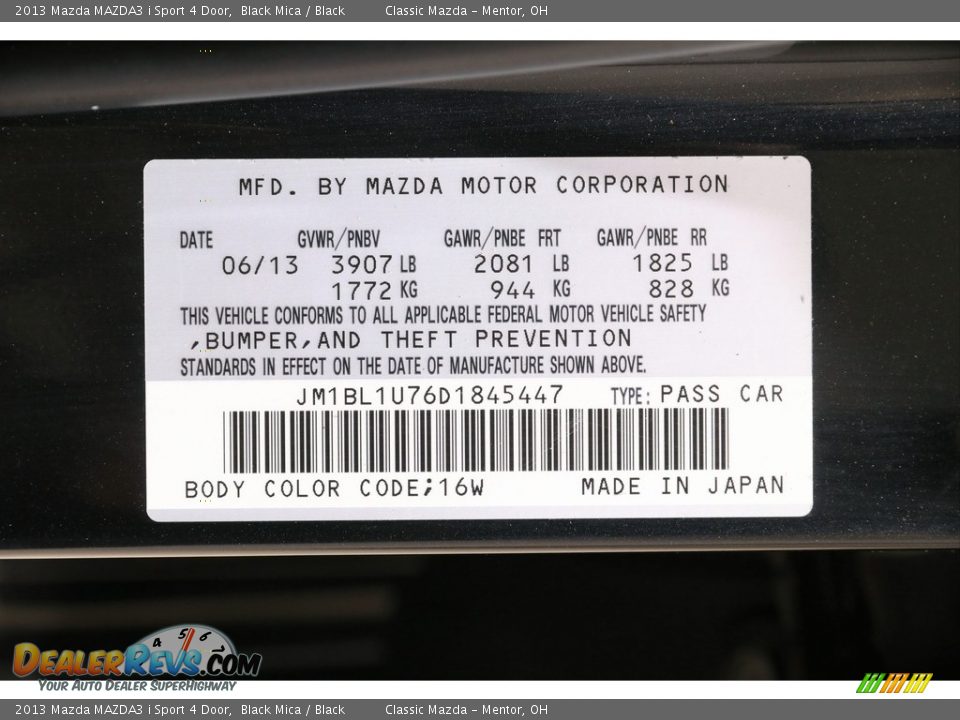 2013 Mazda MAZDA3 i Sport 4 Door, Black Mica / Black Classic Mazda - Mentor, OH
MFD. BY MAZDA MOTOR CORPORATION
DATE GVWR/PNBV GAWR/PNBE FRT GAWR/PNBE RR
06/13 3907 LB 2081 LB 1825 LB
1772 KG 944 KG 828 KG
THIS VEHICLE CONFORMS TO ALL APPLICABLE FEDERAL MOTOR VEHICLE SAFETY
,BUMPER,AND THEFT PREVENTION
STANDARDS IN EFFECT ON THE DATE OF MANUFACTURE SHOWN ABOVE.
JM1BL1U76D1845447 TYPE: PASS CAR
BODY COLOR CODE;16W MADE IN JAPAN
4 5 6
DEALERREVS.COM
YOUR AUTO DEALER SUPERHIGHWAY
2013 Mazda MAZDA3 i Sport 4 Door, Black Mica / Black Classic Mazda - Mentor, OH